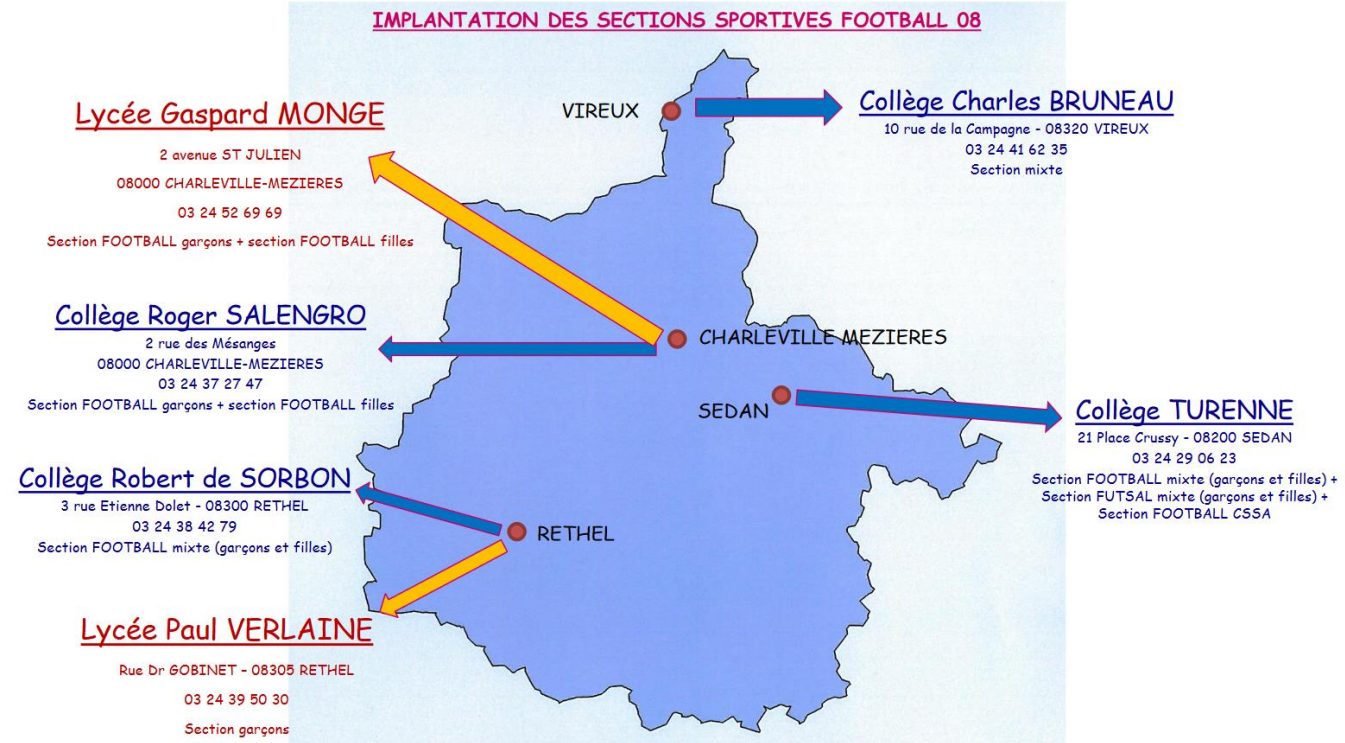 IMPLANTATION DES SECTIONS SPORTIVES FOOTBALL 08
Lycée Gaspard MONGE
2 avenue ST JULIEN
08000 CHARLEVILLE-MEZIERES
03 24 52 69 69
Section FOOTBALL garçons + section FOOTBALL filles
VIREUX
Collège Charles BRUNEAU
10 rue de la Campagne - 08320 VIREUX
03 24 41 62 35
Section mixte
Collège Roger SALENGRO
2 rue des Mésanges
08000 CHARLEVILLE-MEZIERES
03 24 37 27 47
Section FOOTBALL garçons + section FOOTBALL filles
CHARLEVILLE MEZIERES
SEDAN
Collège TURENNE
21 Place Crussy - 08200 SEDAN
03 24 29 06 23
Section FOOTBALL mixte (garçons et filles) +
Section FUTSAL mixte (garçons et filles) +
Section FOOTBALL CSSA
Collège Robert de SORBON
3 rue Etienne Dolet - 08300 RETHEL
03 24 38 42 79
Section FOOTBALL mixte (garçons et filles)
RETHEL
Lycée Paul VERLAINE
Rue Dr GOBINET - 08305 RETHEL
03 24 39 50 30
Section garçons